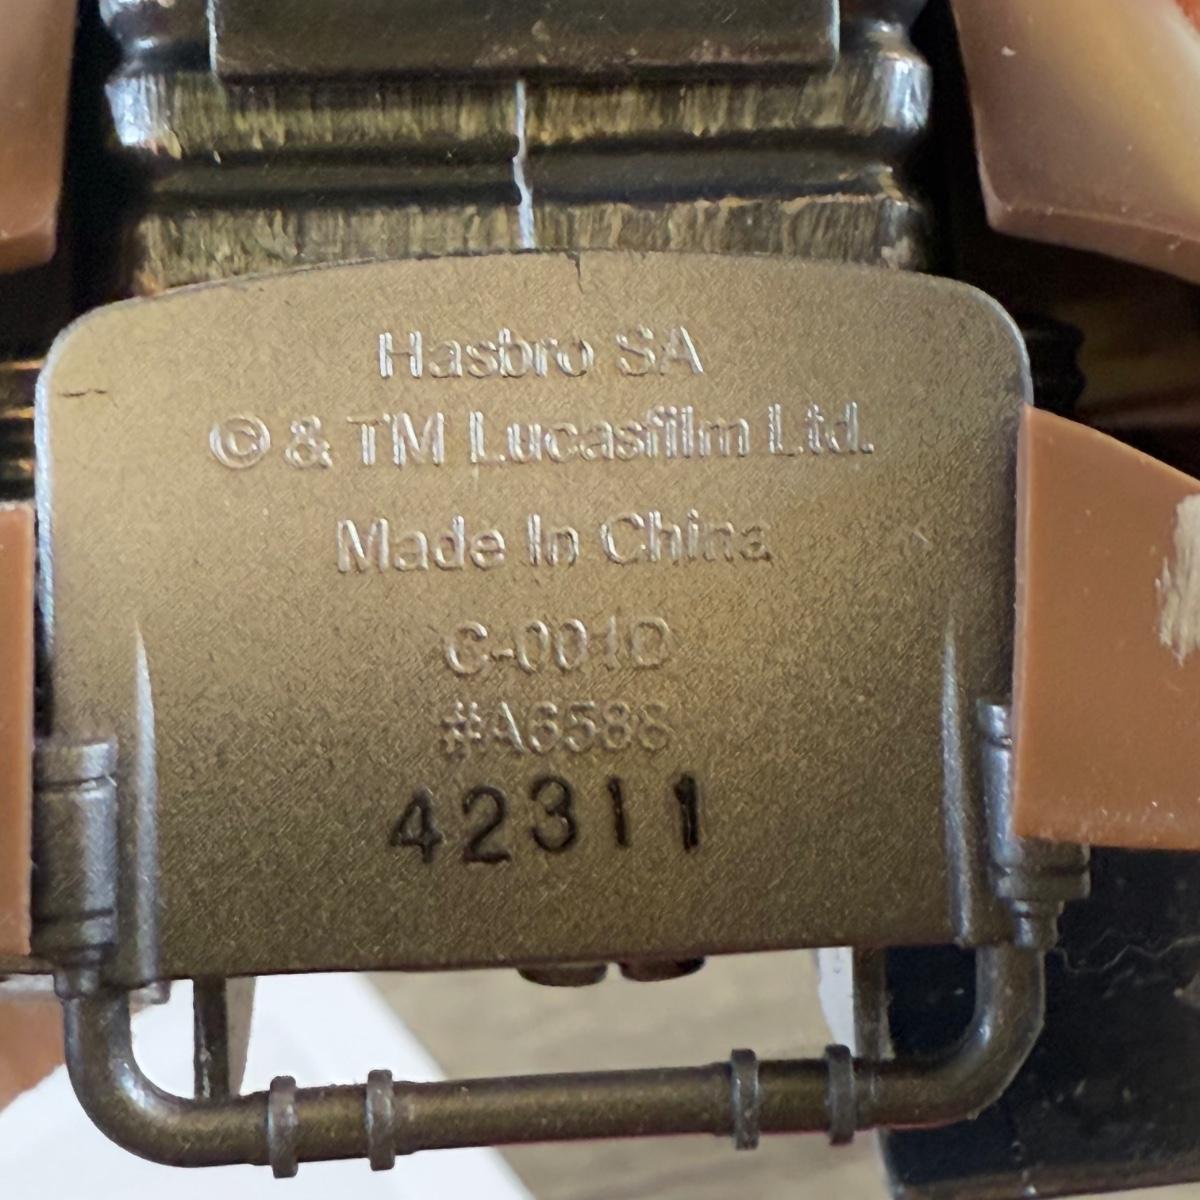 Hasbro SA
© & TM Lucasfilm Ltd.
Made In China
C-001D
#A6588
42311